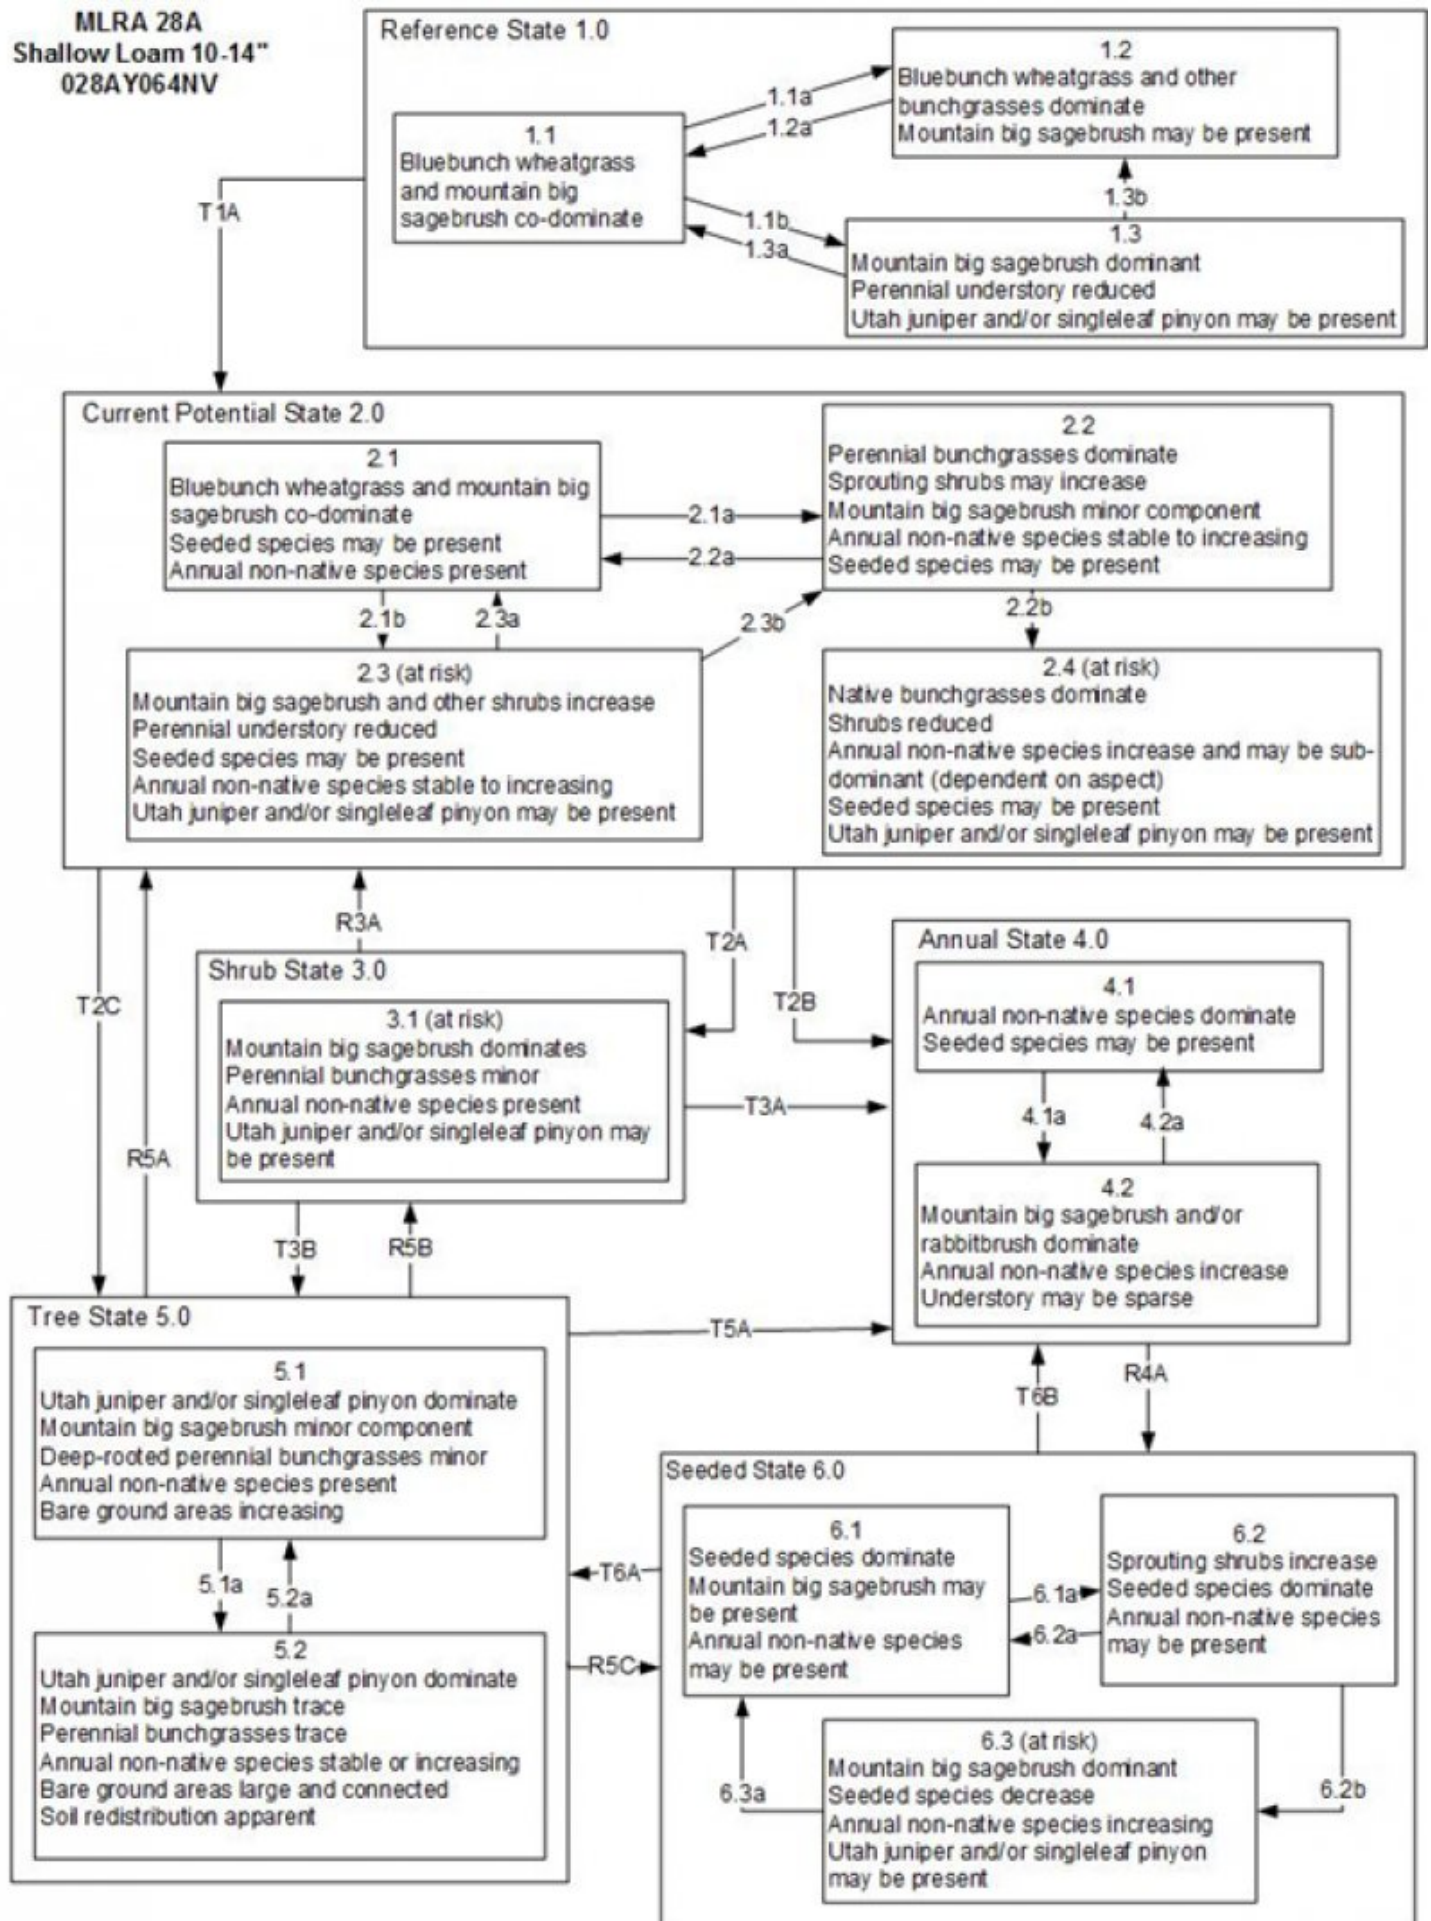 MLRA 28A
Shallow Loam 10-14"
028AY064NV
Reference State 1.0
1.1
Bluebunch wheatgrass
and mountain big
sagebrush co-dominate
1.1a
1.2a
1.2
Bluebunch wheatgrass and other
bunchgrasses dominate
Mountain big sagebrush may be present
1.3b
1.1b
1.3a
1.3
Mountain big sagebrush dominant
Perennial understory reduced
Utah juniper and/or singleleaf pinyon may be present
T1A
Current Potential State 2.0
2.1
Bluebunch wheatgrass and mountain big
sagebrush co-dominate
Seeded species may be present
Annual non-native species present
2.1a
2.2a
2.2
Perennial bunchgrasses dominate
Sprouting shrubs may increase
Mountain big sagebrush minor component
Annual non-native species stable to increasing
Seeded species may be present
2.1b
2.3a
2.3b
2.2b
2.3 (at risk)
Mountain big sagebrush and other shrubs increase
Perennial understory reduced
Seeded species may be present
Annual non-native species stable to increasing
Utah juniper and/or singleleaf pinyon may be present
2.4 (at risk)
Native bunchgrasses dominate
Shrubs reduced
Annual non-native species increase and may be sub-
dominant (dependent on aspect)
Seeded species may be present
Utah juniper and/or singleleaf pinyon may be present
T2C
R5A
R3A
T2A
T2B
Shrub State 3.0
3.1 (at risk)
Mountain big sagebrush dominates
Perennial bunchgrasses minor
Annual non-native species present
Utah juniper and/or singleleaf pinyon may
be present
T3A
T3B
R5B
Annual State 4.0
4.1
Annual non-native species dominate
Seeded species may be present
4.1a
4.2a
4.2
Mountain big sagebrush and/or
rabbitbrush dominate
Annual non-native species increase
Understory may be sparse
Tree State 5.0
5.1
Utah juniper and/or singleleaf pinyon dominate
Mountain big sagebrush minor component
Deep-rooted perennial bunchgrasses minor
Annual non-native species present
Bare ground areas increasing
5.1a
5.2a
5.2
Utah juniper and/or singleleaf pinyon dominate
Mountain big sagebrush trace
Perennial bunchgrasses trace
Annual non-native species stable or increasing
Bare ground areas large and connected
Soil redistribution apparent
T5A
T6B
R4A
T6A
R5C
Seeded State 6.0
6.1
Seeded species dominate
Mountain big sagebrush may
be present
Annual non-native species
may be present
6.1a
6.2a
6.2
Sprouting shrubs increase
Seeded species dominate
Annual non-native species
may be present
6.3a
6.2b
6.3 (at risk)
Mountain big sagebrush dominant
Seeded species decrease
Annual non-native species increasing
Utah juniper and/or singleleaf pinyon
may be present